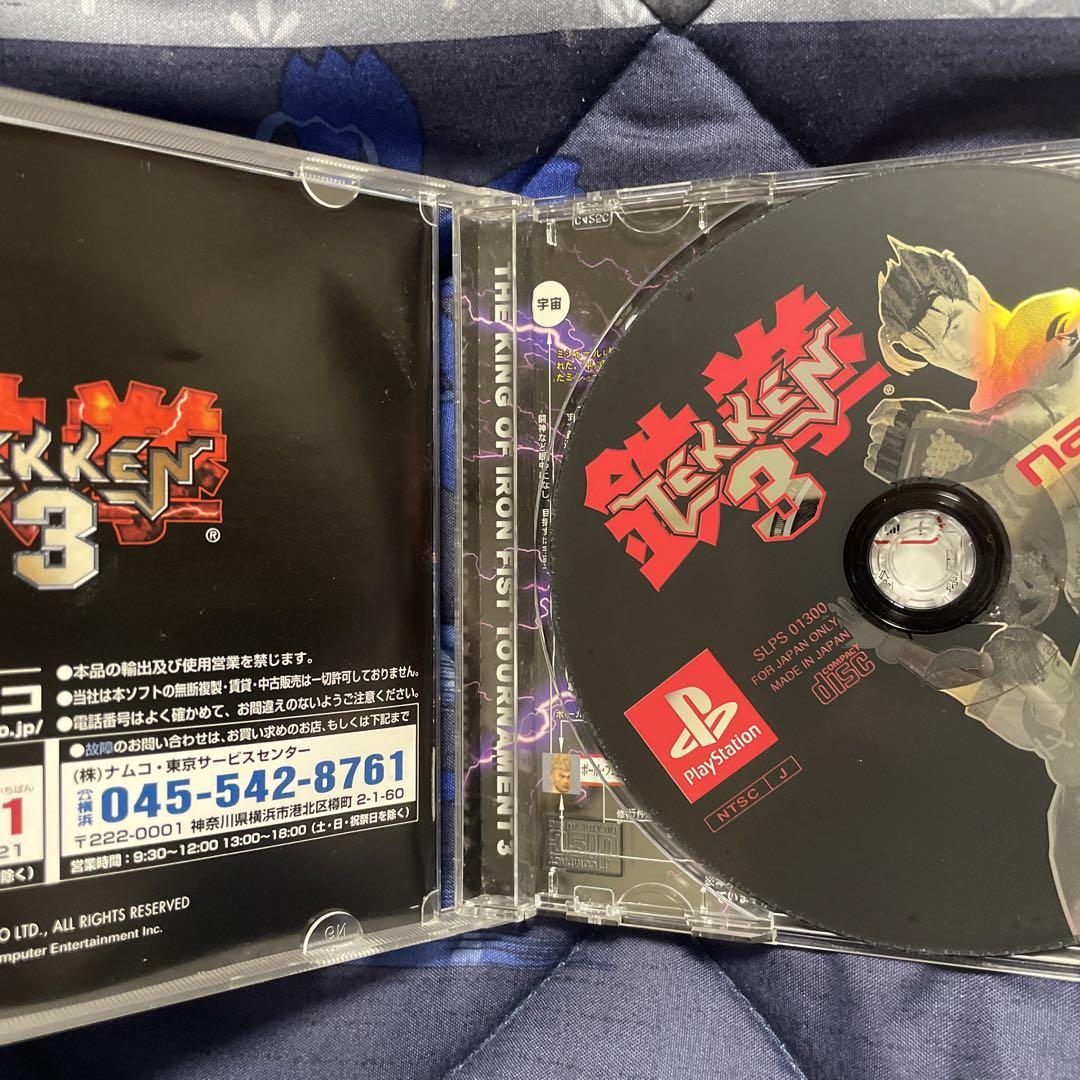 TEKKEN
3
®
●本品の輸出及び使用営業を禁じます。
●当社は本ソフトの無断複製・賃貸・中古販売は一切許可しておりません。
●電話番号はよく確かめて、お間違えのないようご注意ください。
●故障のお問い合わせは、お買い求めのお店、もしくは下記まで
(株)ナムコ・東京サービスセンター
横浜 045-542-8761
〒222-0001 神奈川県横浜市港北区樽町 2-1-60
営業時間:9:30〜12:00 13:00〜18:00 (土・日・祝祭日を除く)
O LTD., ALL RIGHTS RESERVED
mputer Entertainment Inc.
THE KING OF IRON FIST TOURNAMENT 3
宇宙
鉄拳
TEKKEN
3
®
na
SLPS 01300
FOR JAPAN ONLY
MADE IN JAPAN
COMPACT
disc
PlayStation
NTSC J